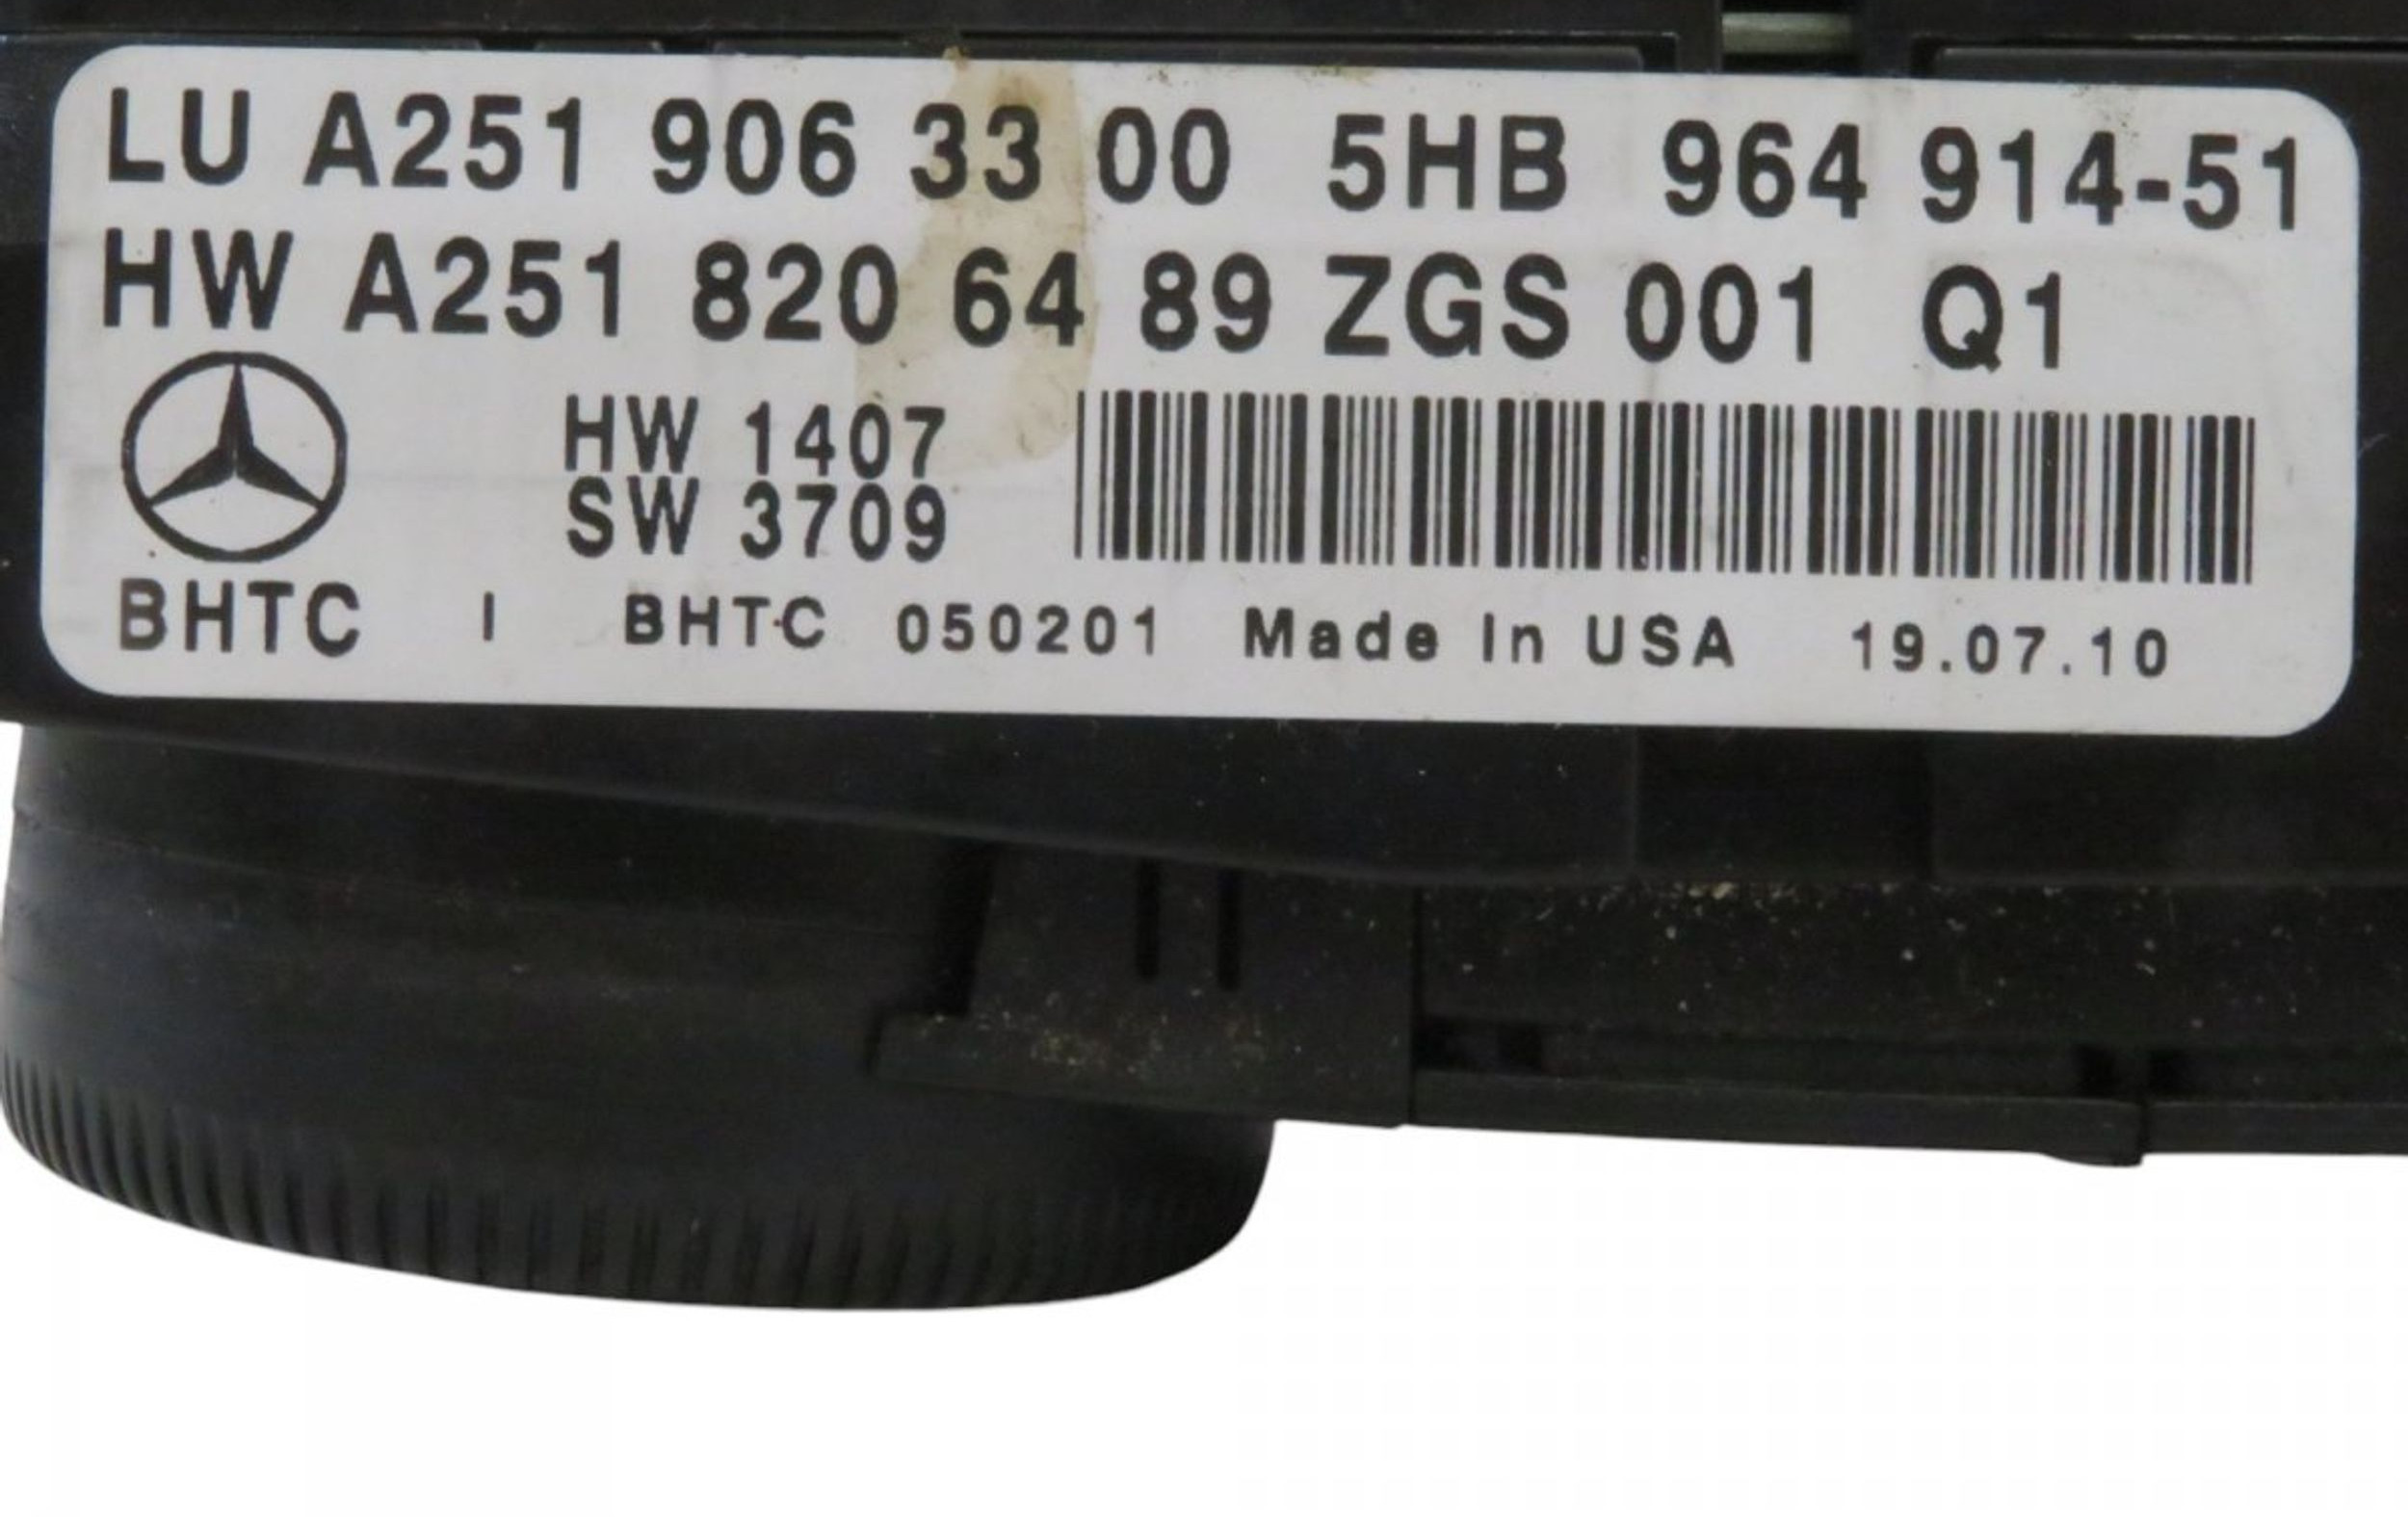 LU A251 906 33 00 5HB 964 914-51
HW A251 820 64 89 ZGS 001 Q1
HW 1407
SW 3709
BHTC I BHTC 050201 Made In USA 19.07.10